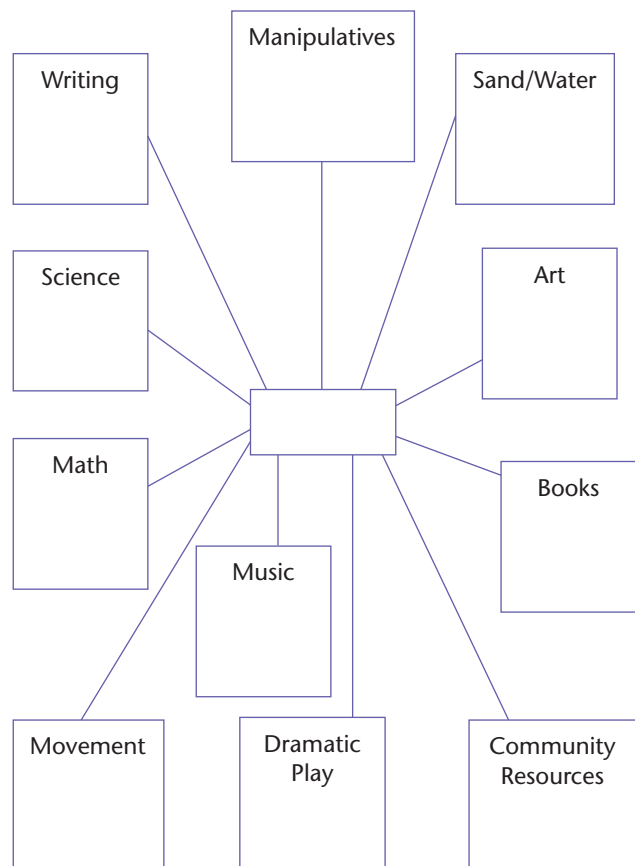 Manipulatives
Writing
Sand/Water
Science
Art
Math
Books
Music
Movement
Dramatic
Play
Community
Resources